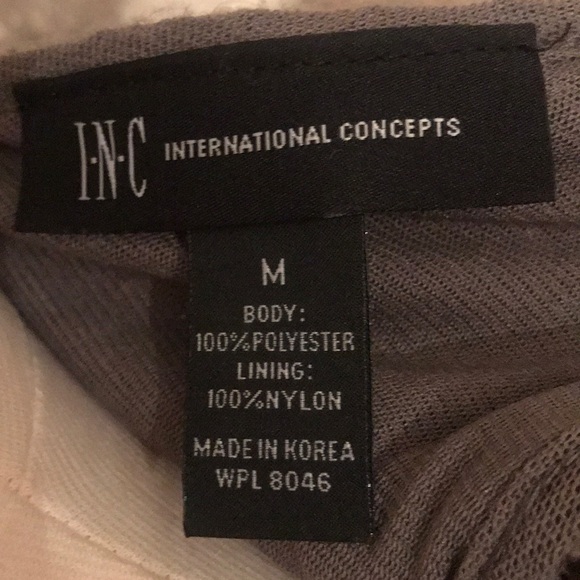 I·N·C INTERNATIONAL CONCEPTS
M
BODY:
100%POLYESTER
LINING:
100%NYLON
MADE IN KOREA
WPL 8046